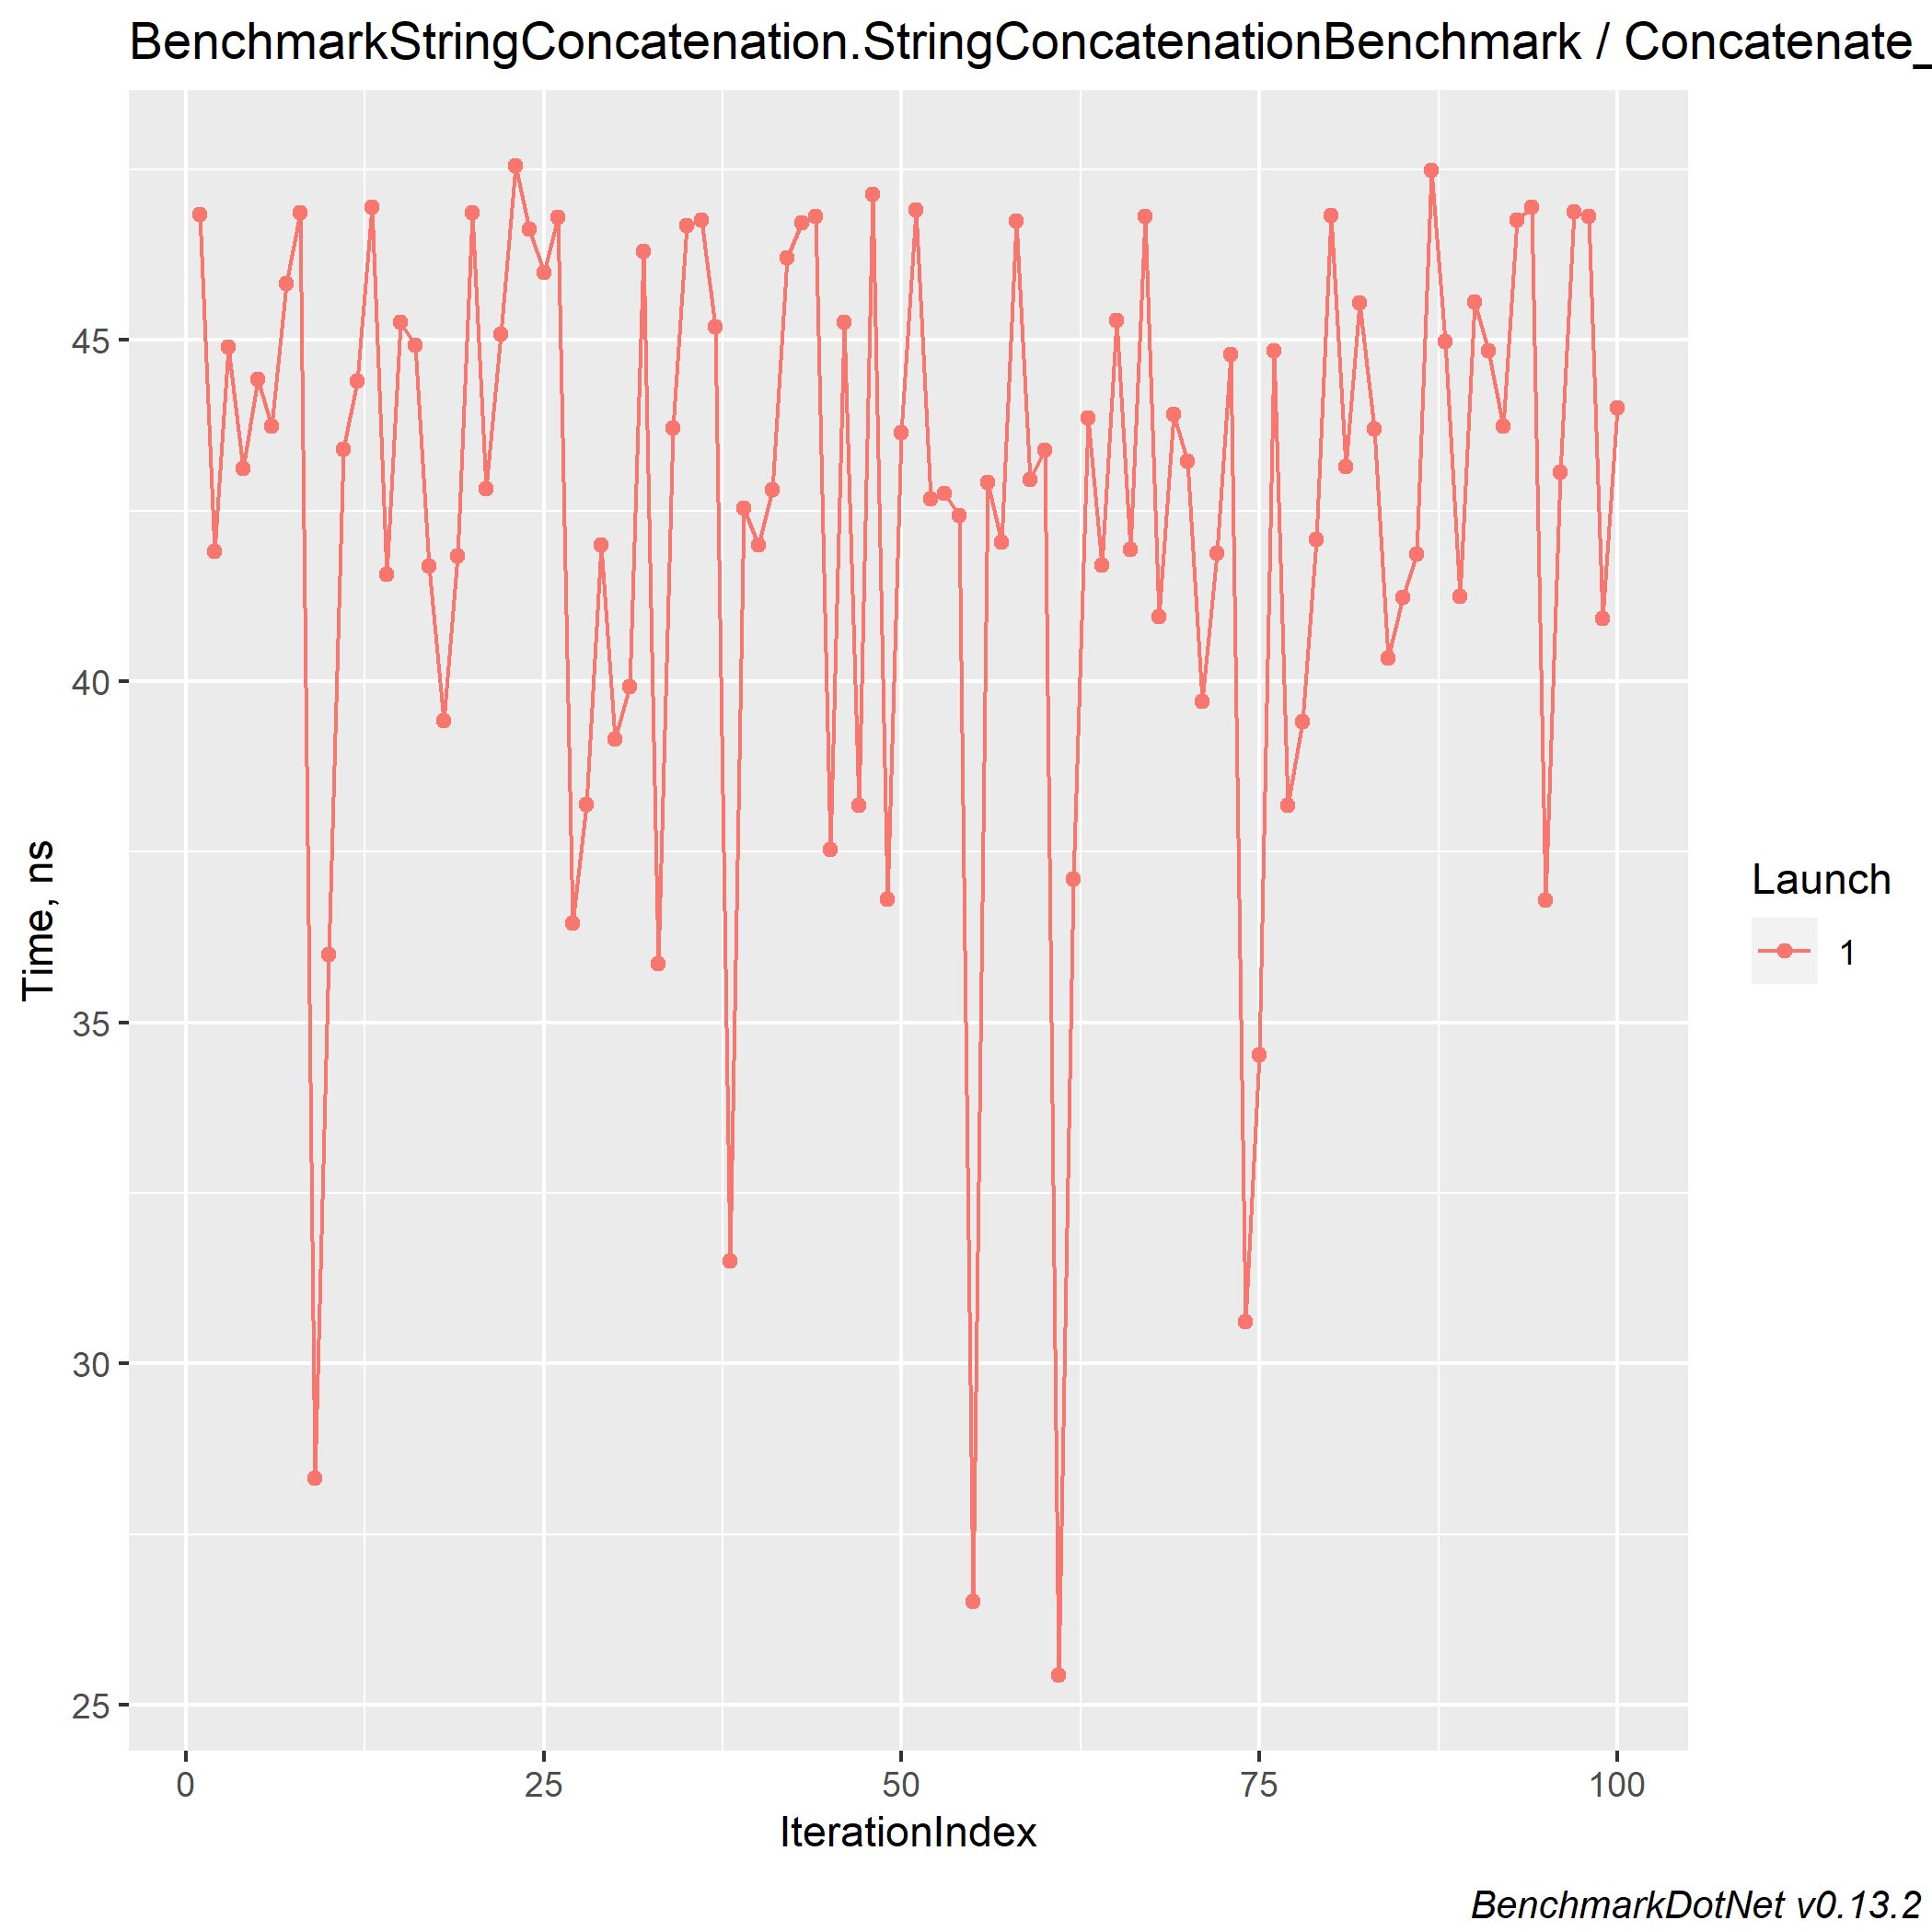 BenchmarkStringConcatenation.StringConcatenationBenchmark / Concatenate_
45
40
35
30
25
Time, ns
0 25 50 75 100
IterationIndex
Launch
1
BenchmarkDotNet v0.13.2